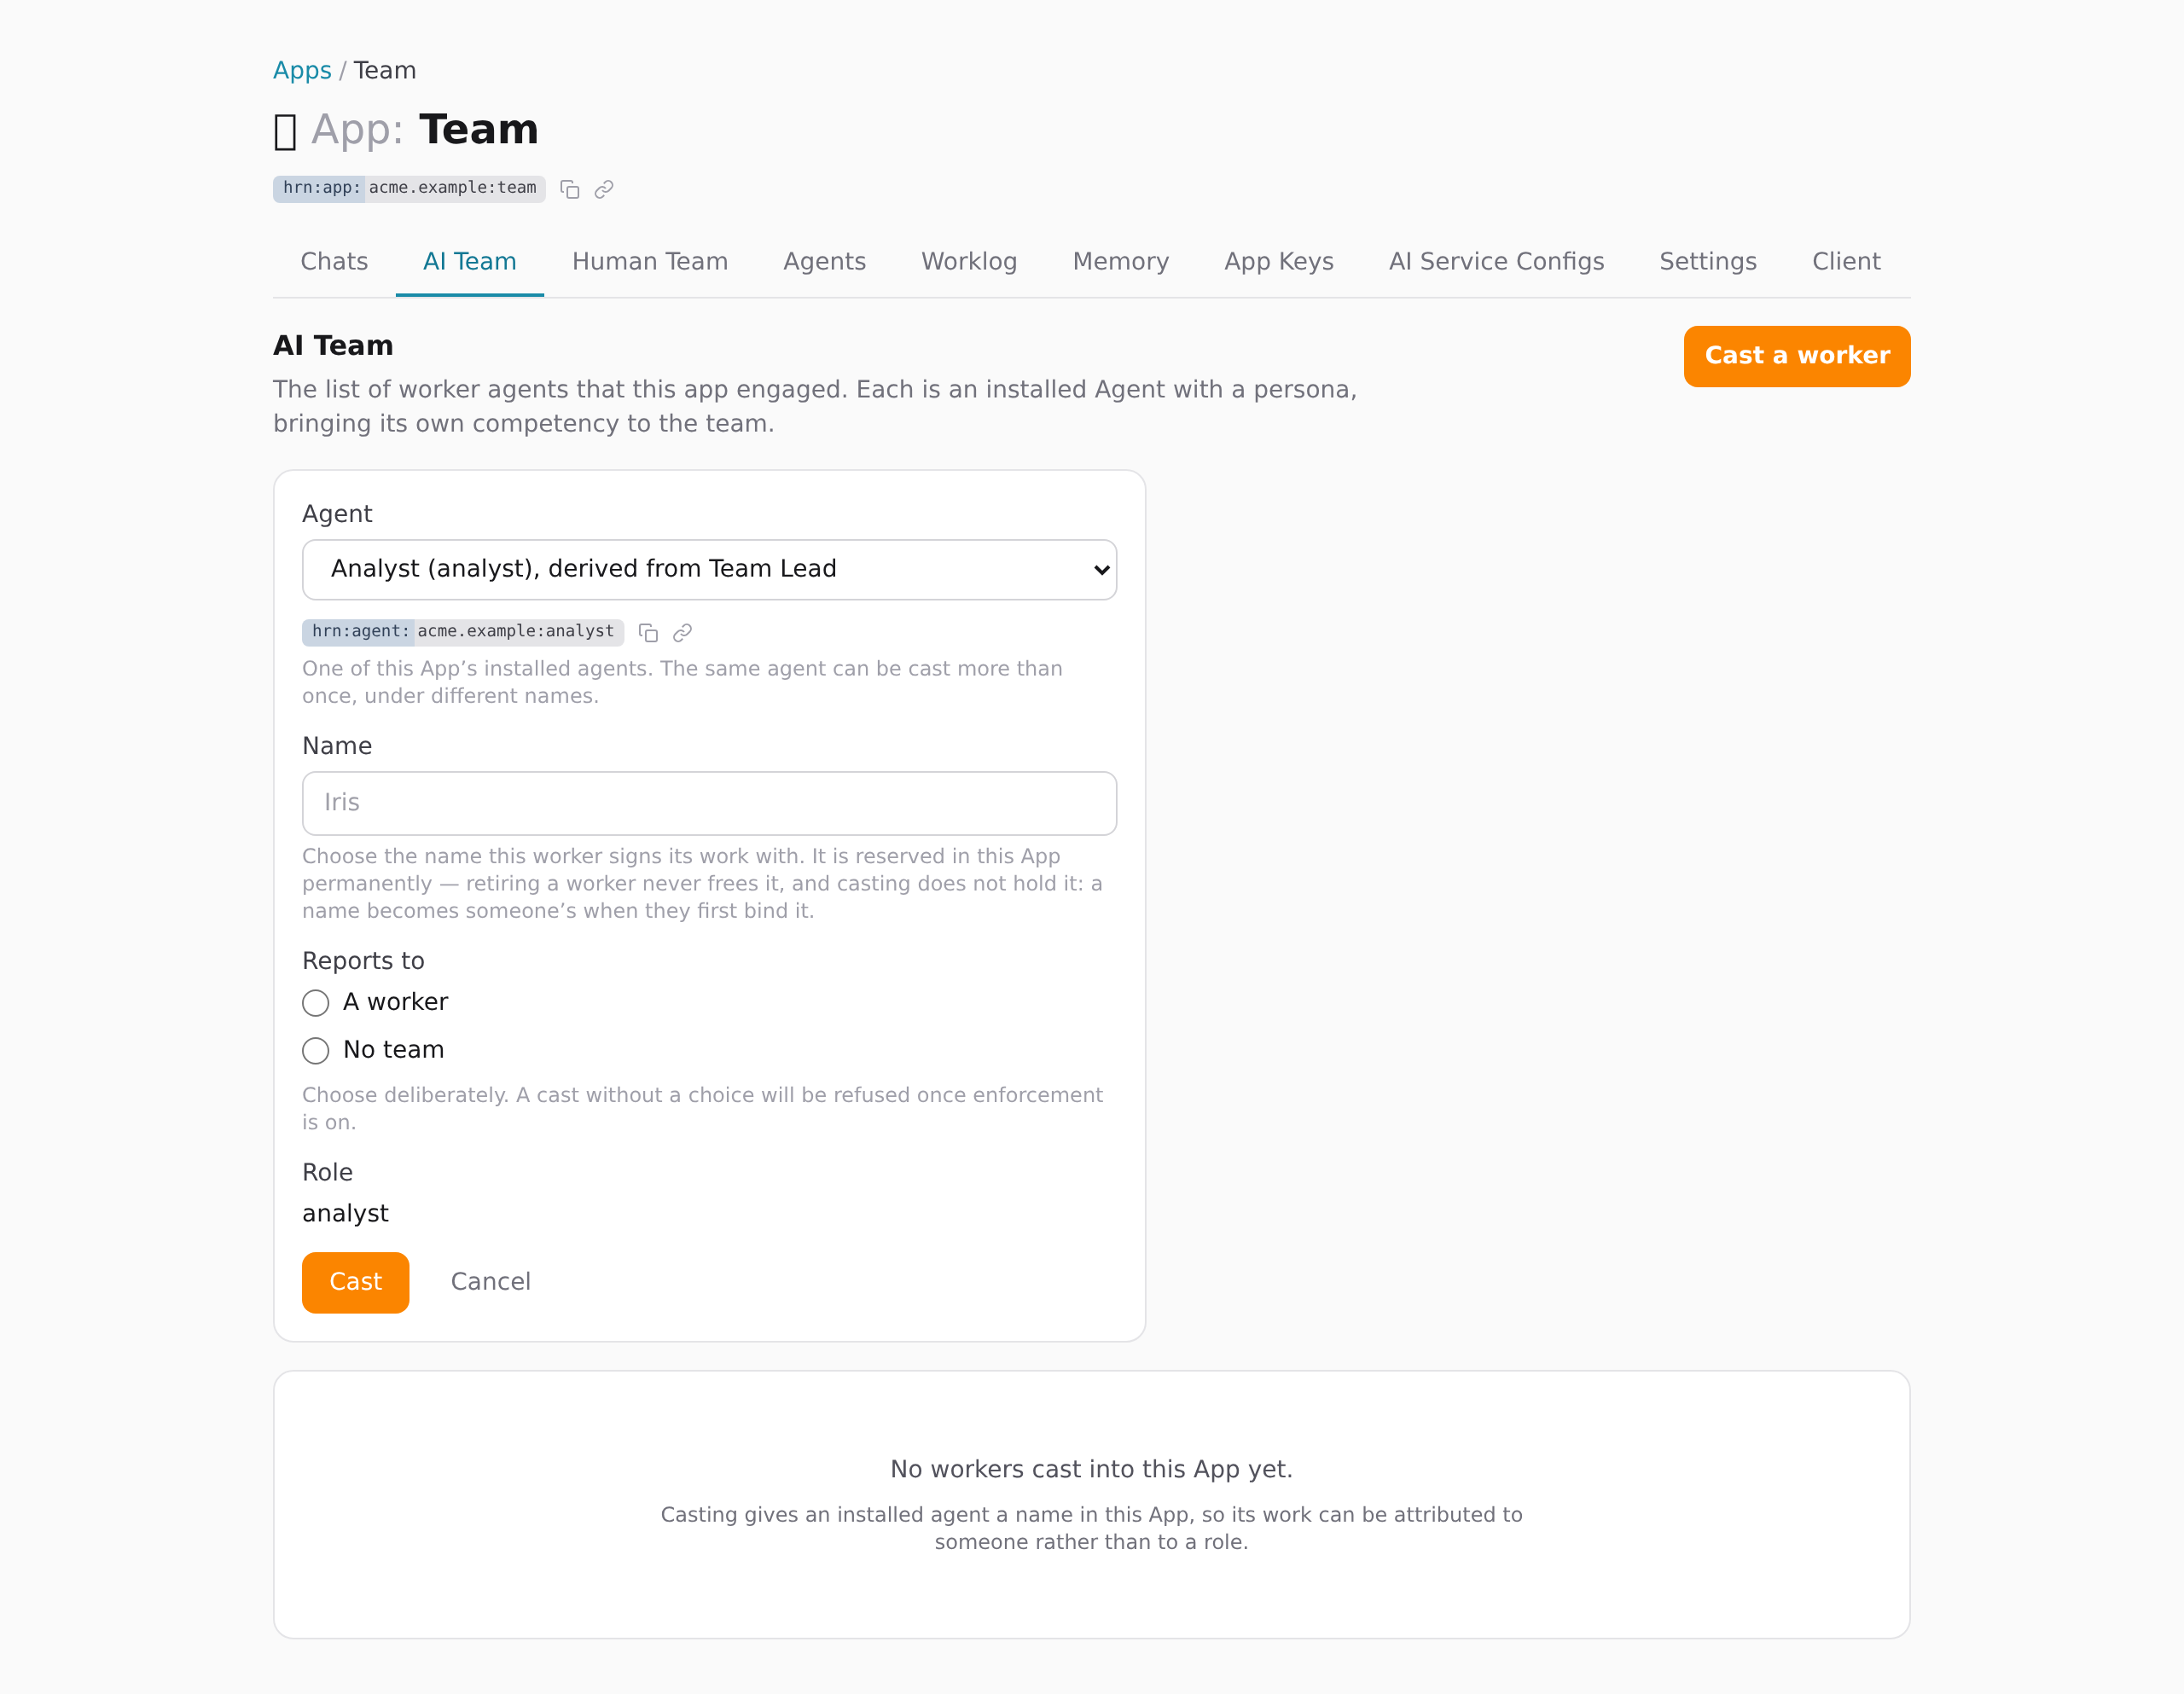 Apps / Team
App: Team
hrn:app: acme.example:team
Chats AI Team Human Team Agents Worklog Memory App Keys AI Service Configs Settings Client
AI Team
Cast a worker
The list of worker agents that this app engaged. Each is an installed Agent with a persona,
bringing its own competency to the team.
Agent
Analyst (analyst), derived from Team Lead
hrn:agent: acme.example:analyst
One of this App’s installed agents. The same agent can be cast more than
once, under different names.
Name
Iris
Choose the name this worker signs its work with. It is reserved in this App
permanently — retiring a worker never frees it, and casting does not hold it: a
name becomes someone’s when they first bind it.
Reports to
A worker
No team
Choose deliberately. A cast without a choice will be refused once enforcement
is on.
Role
analyst
Cast Cancel
No workers cast into this App yet.
Casting gives an installed agent a name in this App, so its work can be attributed to
someone rather than to a role.